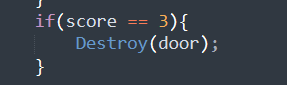 }
if(score == 3){
Destroy(door);
}